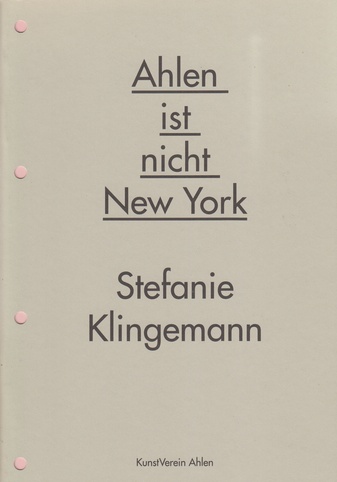 Ahlen
ist
nicht
New York
Stefanie
Klingemann
KunstVerein Ahlen